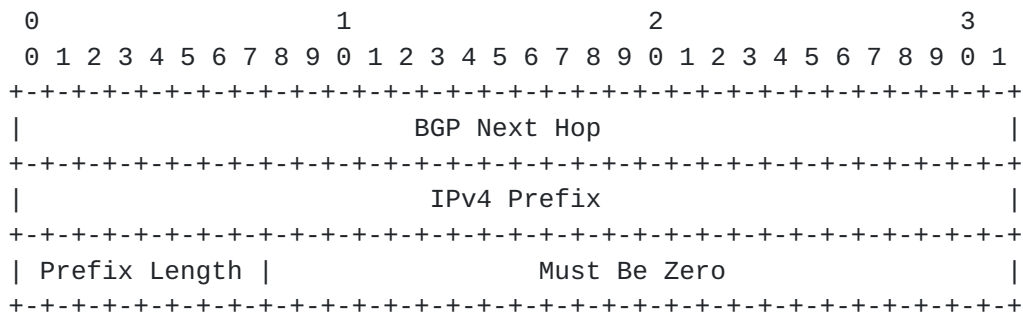 0                   1                   2                   3
 0 1 2 3 4 5 6 7 8 9 0 1 2 3 4 5 6 7 8 9 0 1 2 3 4 5 6 7 8 9 0 1
+-+-+-+-+-+-+-+-+-+-+-+-+-+-+-+-+-+-+-+-+-+-+-+-+-+-+-+-+-+-+-+-+
|                         BGP Next Hop                          |
+-+-+-+-+-+-+-+-+-+-+-+-+-+-+-+-+-+-+-+-+-+-+-+-+-+-+-+-+-+-+-+-+
|                          IPv4 Prefix                          |
+-+-+-+-+-+-+-+-+-+-+-+-+-+-+-+-+-+-+-+-+-+-+-+-+-+-+-+-+-+-+-+-+
| Prefix Length |                 Must Be Zero                  |
+-+-+-+-+-+-+-+-+-+-+-+-+-+-+-+-+-+-+-+-+-+-+-+-+-+-+-+-+-+-+-+-+